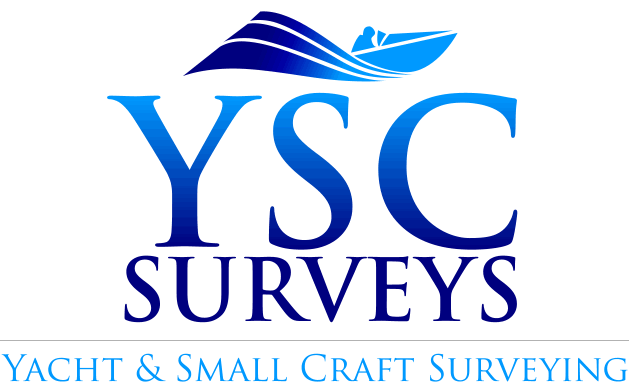 YSC
SURVEYS
Yacht & Small Craft Surveying